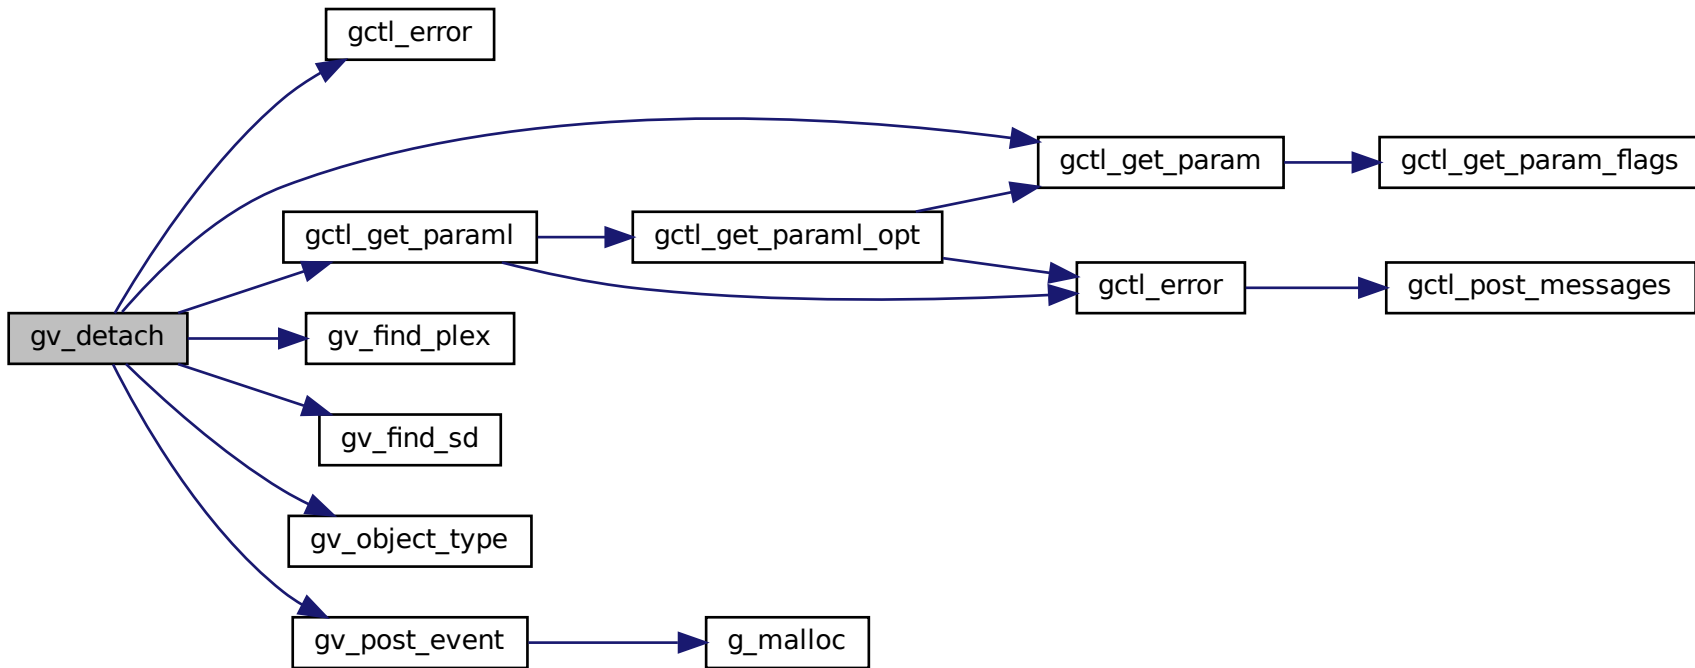 gctl_error
gctl_get_param
gctl_get_param_flags
gctl_get_paraml
gctl_get_paraml_opt
gctl_error
gctl_post_messages
gv_detach
gv_find_plex
gv_find_sd
gv_object_type
gv_post_event
g_malloc